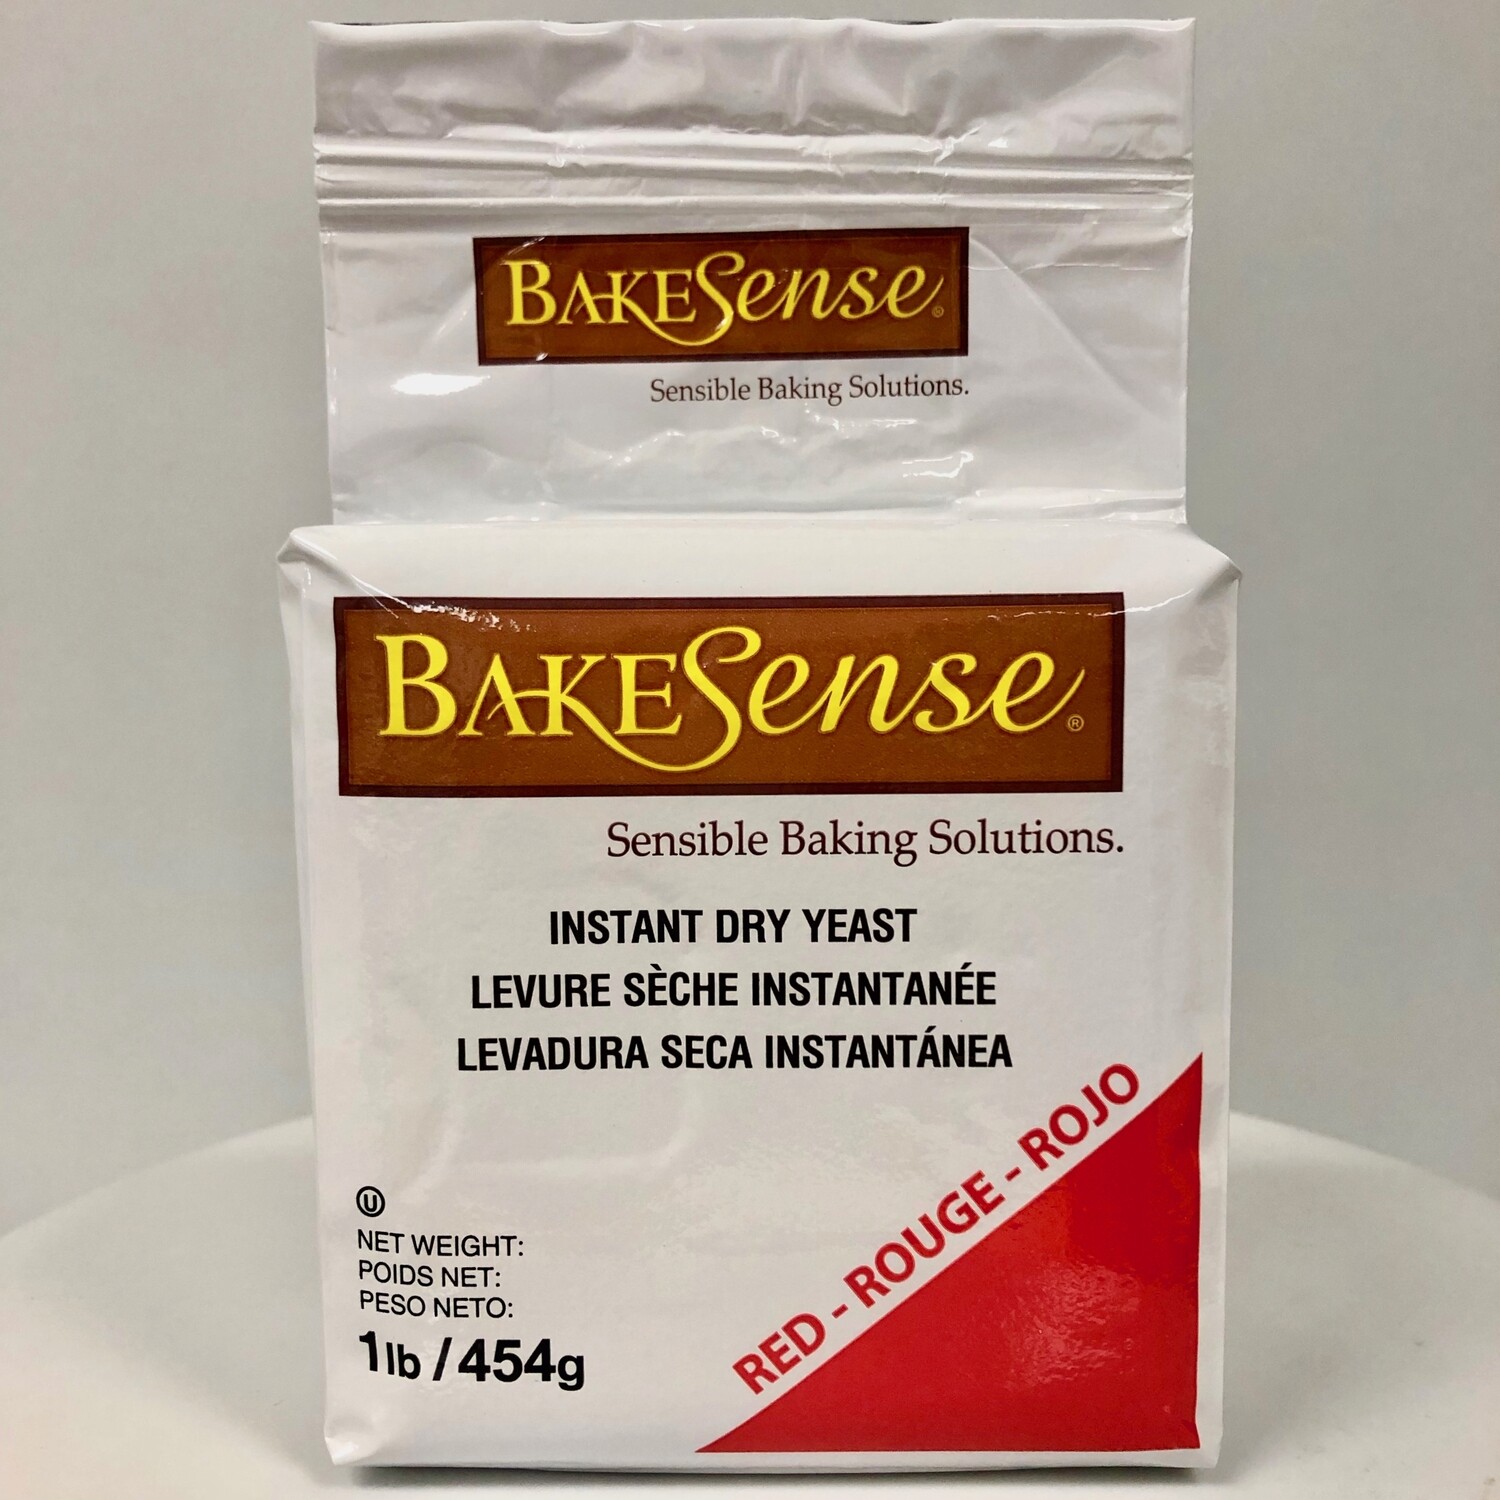 BAKESense®
Sensible Baking Solutions.
BAKESense®
Sensible Baking Solutions.
INSTANT DRY YEAST
LEVURE SÈCHE INSTANTANÉE
LEVADURA SECA INSTANTÁNEA
RED - ROUGE - ROJO
U
NET WEIGHT:
POIDS NET:
PESO NETO:
1lb / 454g